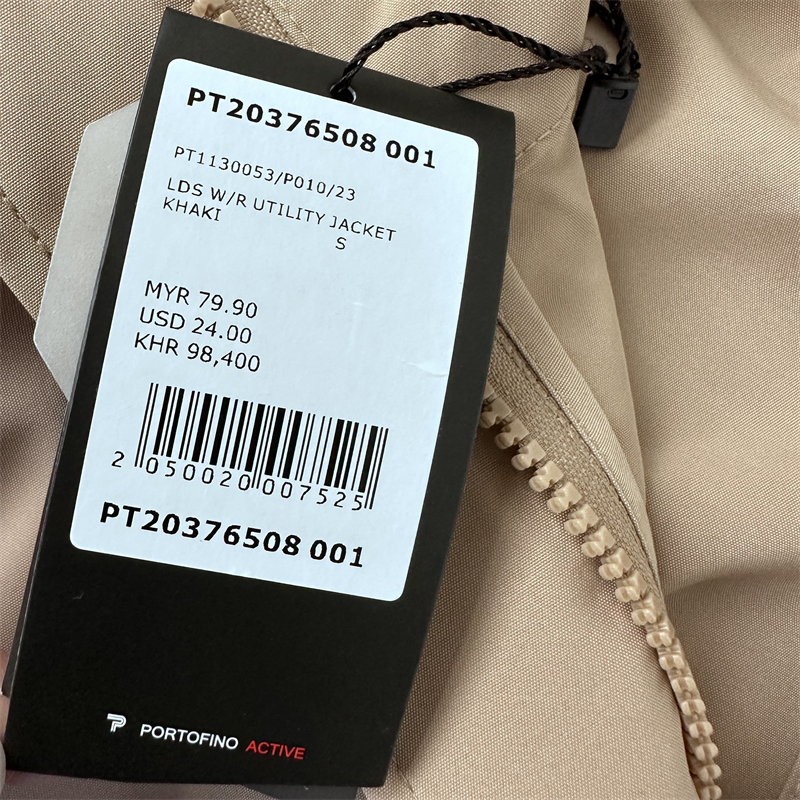 PT20376508 001
PT1130053/P010/23
LDS W/R UTILITY JACKET
KHAKI S
MYR 79.90
USD 24.00
KHR 98,400
2 050020 007525
PT20376508 001
PORTOFINO ACTIVE